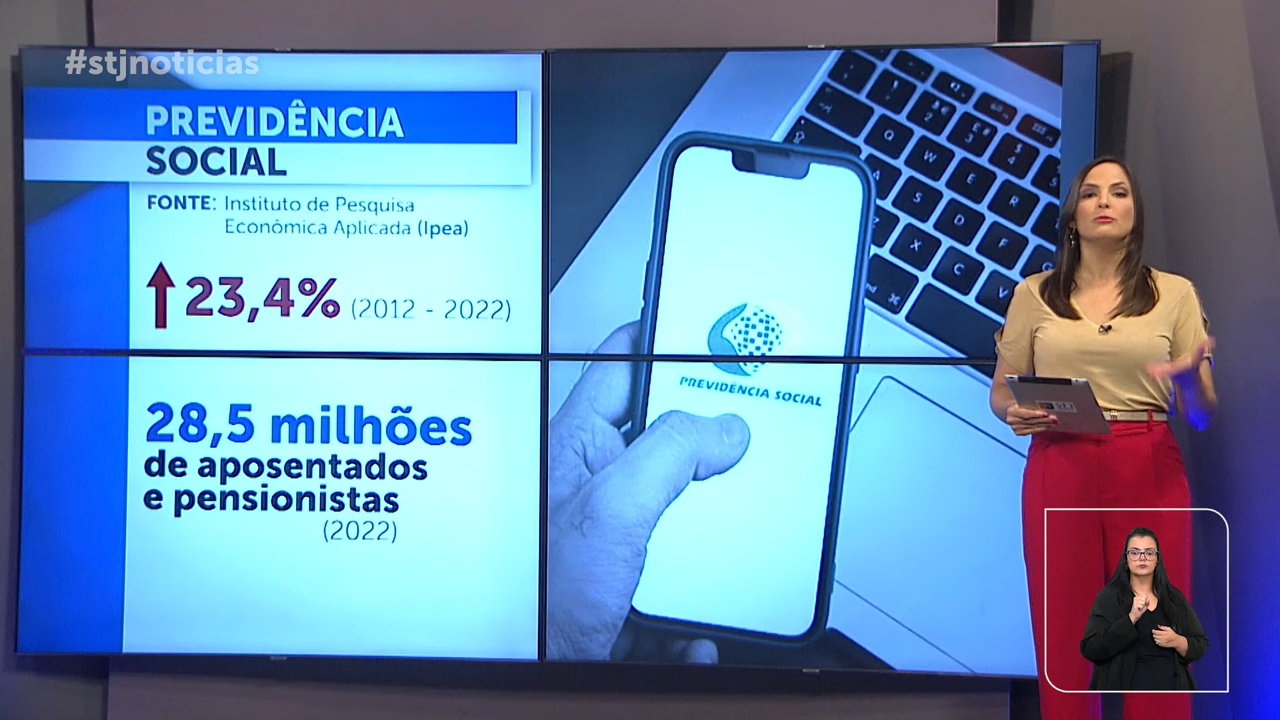 #stjnoticias
PREVIDÊNCIA
SOCIAL
FONTE: Instituto de Pesquisa
Econômica Aplicada (Ipea)
23,4% (2012 - 2022)
28,5 milhões
de aposentados
e pensionistas
(2022)
PREVIDÊNCIA SOCIAL
Q W E R
A S D F
Z X C V